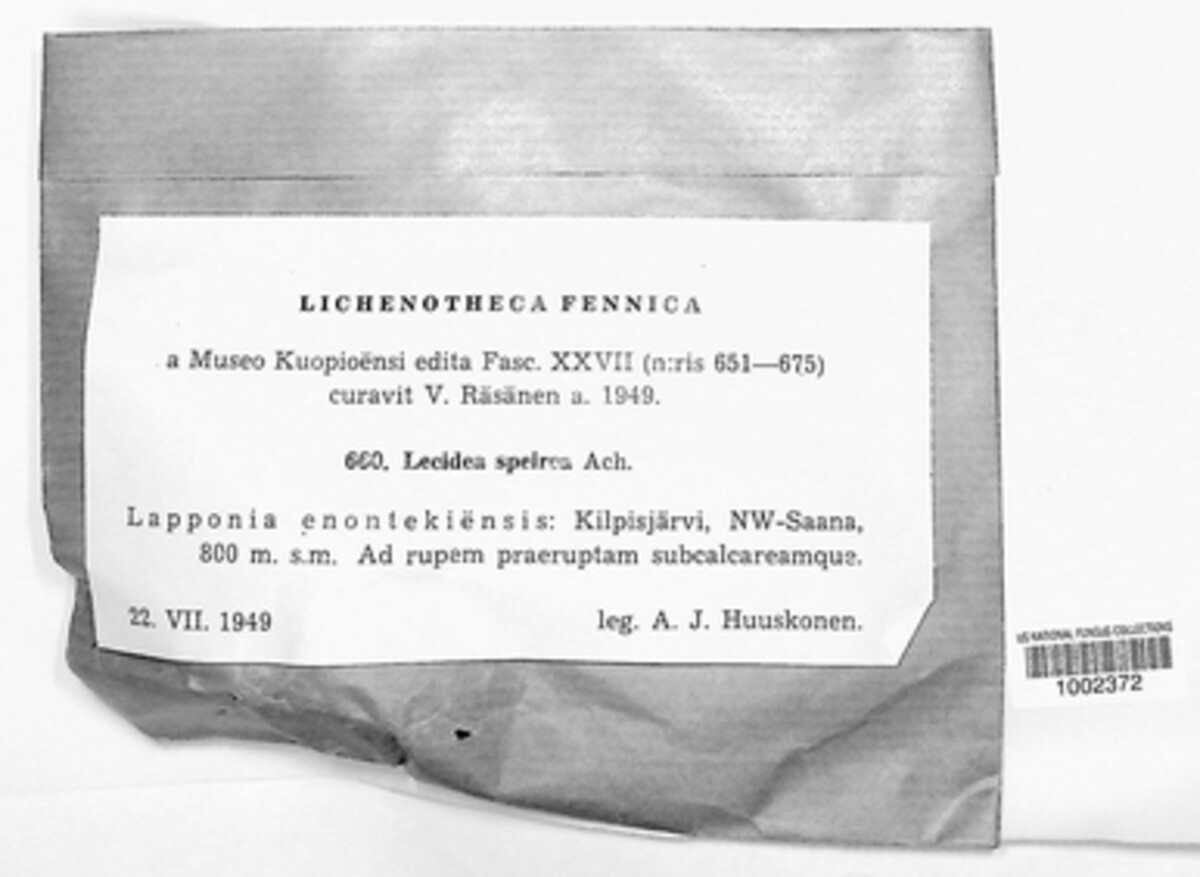 LICHENOTHECA FENNICA
a Museo Kuopioënsi edita Fasc. XXVII (n:ris 651—675)
curavit V. Räsänen a. 1949.
660. Lecidea speirea Ach.
Lapponia enontekiënsis: Kilpisjärvi, NW-Saana,
800 m. s.m. Ad rupem praeruptam subcalcareamque.
22. VII. 1949 leg. A. J. Huuskonen.
US NATIONAL FUNGUS COLLECTIONS
1002372